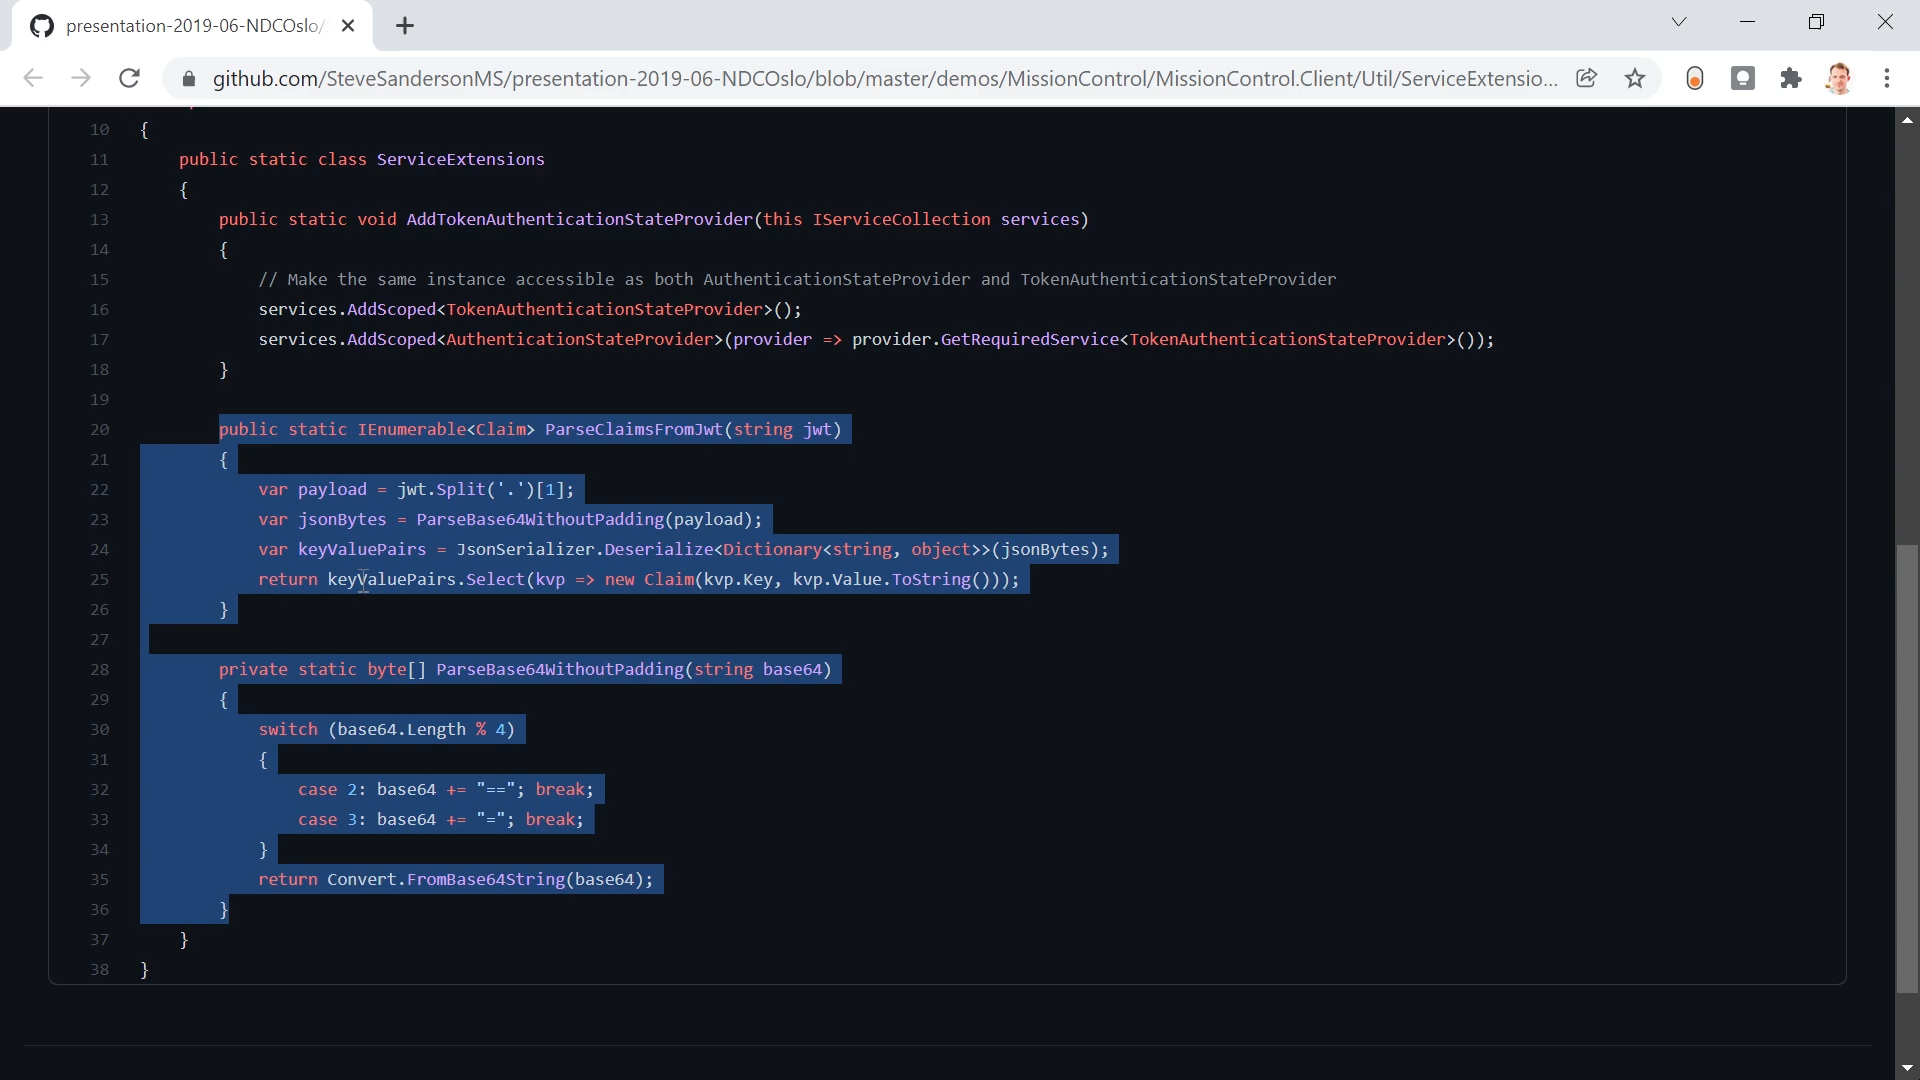 presentation-2019-06-NDCOslo/
github.com/SteveSandersonMS/presentation-2019-06-NDCOslo/blob/master/demos/MissionControl/MissionControl.Client/Util/ServiceExtensio...
10 {
11     public static class ServiceExtensions
12     {
13         public static void AddTokenAuthenticationStateProvider(this IServiceCollection services)
14         {
15             // Make the same instance accessible as both AuthenticationStateProvider and TokenAuthenticationStateProvider
16             services.AddScoped<TokenAuthenticationStateProvider>();
17             services.AddScoped<AuthenticationStateProvider>(provider => provider.GetRequiredService<TokenAuthenticationStateProvider>());
18         }
19
20         public static IEnumerable<Claim> ParseClaimsFromJwt(string jwt)
21         {
22             var payload = jwt.Split('.')[1];
23             var jsonBytes = ParseBase64WithoutPadding(payload);
24             var keyValuePairs = JsonSerializer.Deserialize<Dictionary<string, object>>(jsonBytes);
25             return keyValuePairs.Select(kvp => new Claim(kvp.Key, kvp.Value.ToString()));
26         }
27
28         private static byte[] ParseBase64WithoutPadding(string base64)
29         {
30             switch (base64.Length % 4)
31             {
32                 case 2: base64 += "=="; break;
33                 case 3: base64 += "="; break;
34             }
35             return Convert.FromBase64String(base64);
36         }
37     }
38 }